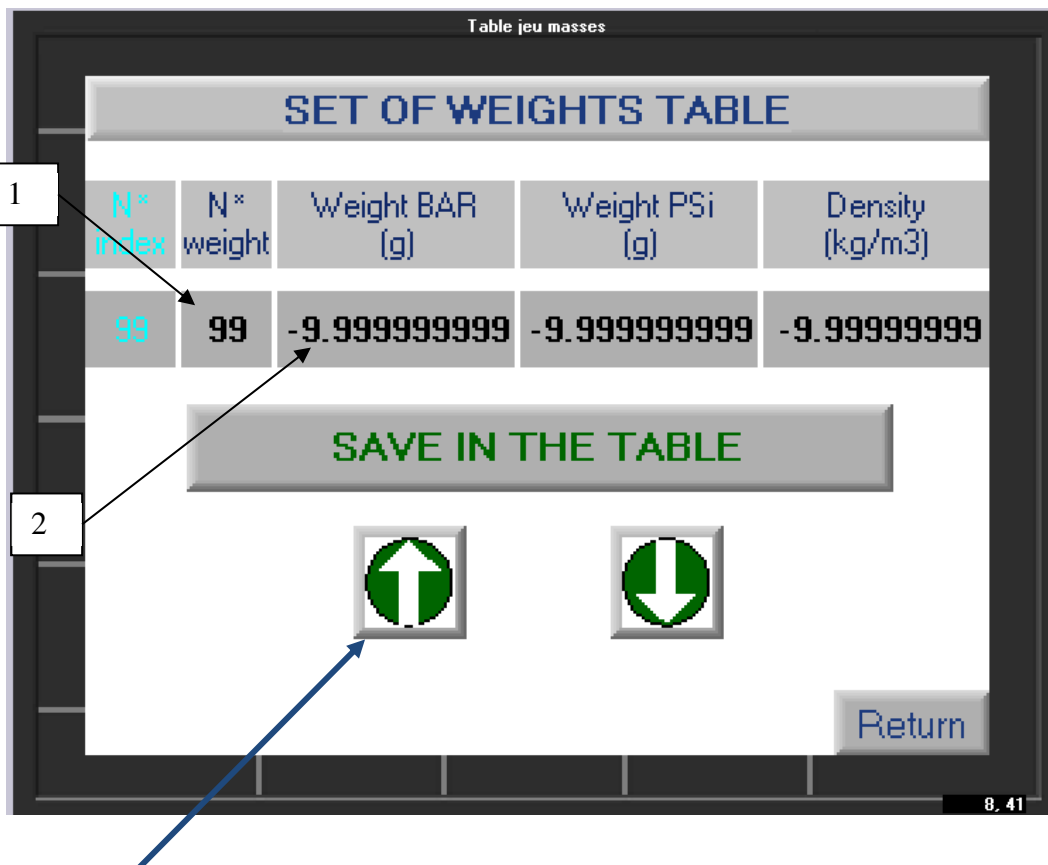 Table jeu masses
SET OF WEIGHTS TABLE
1
N* N* Weight BAR Weight PSi Density
index weight (g) (g) (kg/m3)
99 99 -9.999999999 -9.999999999 -9.99999999
SAVE IN THE TABLE
2
Return
8, 41